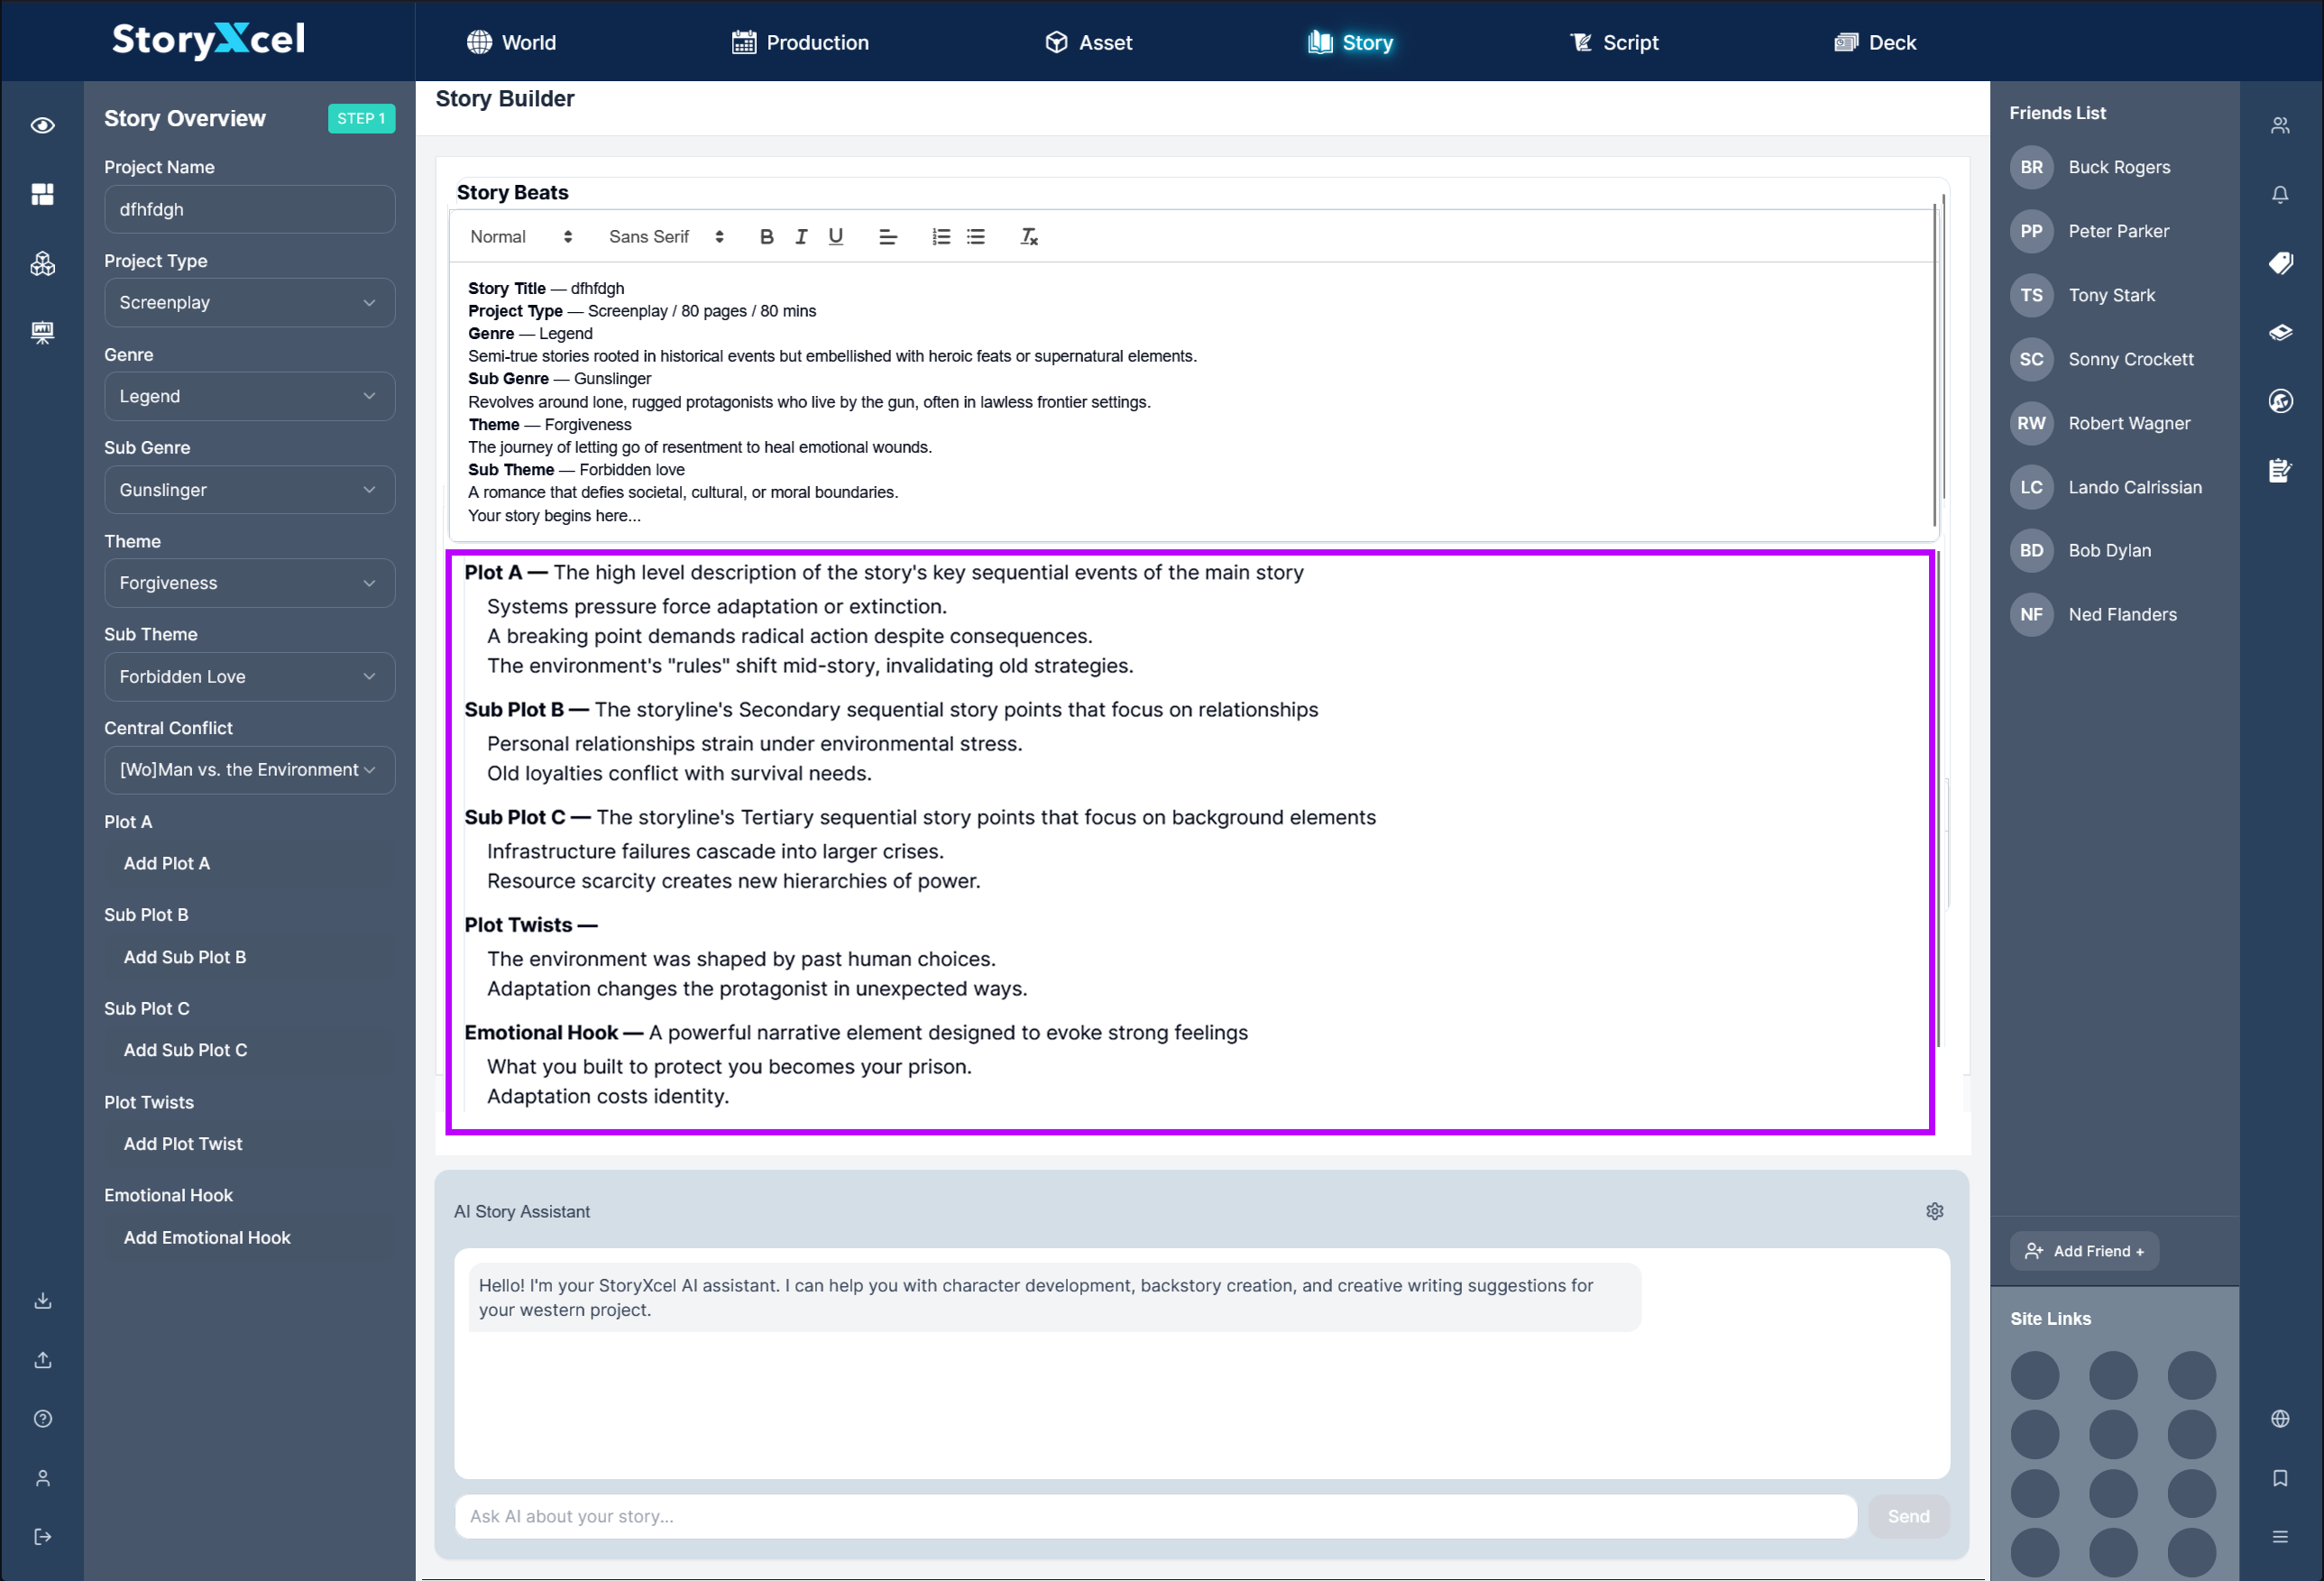 StoryXcel
World
Production
Asset
Story
Script
Deck
Story Overview
STEP 1
Project Name
dfhfdgh
Project Type
Screenplay
Genre
Legend
Sub Genre
Gunslinger
Theme
Forgiveness
Sub Theme
Forbidden Love
Central Conflict
[Wo]Man vs. the Environment
Plot A
Add Plot A
Sub Plot B
Add Sub Plot B
Sub Plot C
Add Sub Plot C
Plot Twists
Add Plot Twist
Emotional Hook
Add Emotional Hook
Story Builder
Story Beats
Normal
Sans Serif
Story Title — dfhfdgh
Project Type — Screenplay / 80 pages / 80 mins
Genre — Legend
Semi-true stories rooted in historical events but embellished with heroic feats or supernatural elements.
Sub Genre — Gunslinger
Revolves around lone, rugged protagonists who live by the gun, often in lawless frontier settings.
Theme — Forgiveness
The journey of letting go of resentment to heal emotional wounds.
Sub Theme — Forbidden love
A romance that defies societal, cultural, or moral boundaries.
Your story begins here...
Plot A — The high level description of the story's key sequential events of the main story
Systems pressure force adaptation or extinction.
A breaking point demands radical action despite consequences.
The environment's "rules" shift mid-story, invalidating old strategies.
Sub Plot B — The storyline's Secondary sequential story points that focus on relationships
Personal relationships strain under environmental stress.
Old loyalties conflict with survival needs.
Sub Plot C — The storyline's Tertiary sequential story points that focus on background elements
Infrastructure failures cascade into larger crises.
Resource scarcity creates new hierarchies of power.
Plot Twists —
The environment was shaped by past human choices.
Adaptation changes the protagonist in unexpected ways.
Emotional Hook — A powerful narrative element designed to evoke strong feelings
What you built to protect you becomes your prison.
Adaptation costs identity.
AI Story Assistant
Hello! I'm your StoryXcel AI assistant. I can help you with character development, backstory creation, and creative writing suggestions for
your western project.
Ask AI about your story...
Send
Friends List
BR Buck Rogers
PP Peter Parker
TS Tony Stark
SC Sonny Crockett
RW Robert Wagner
LC Lando Calrissian
BD Bob Dylan
NF Ned Flanders
Add Friend +
Site Links